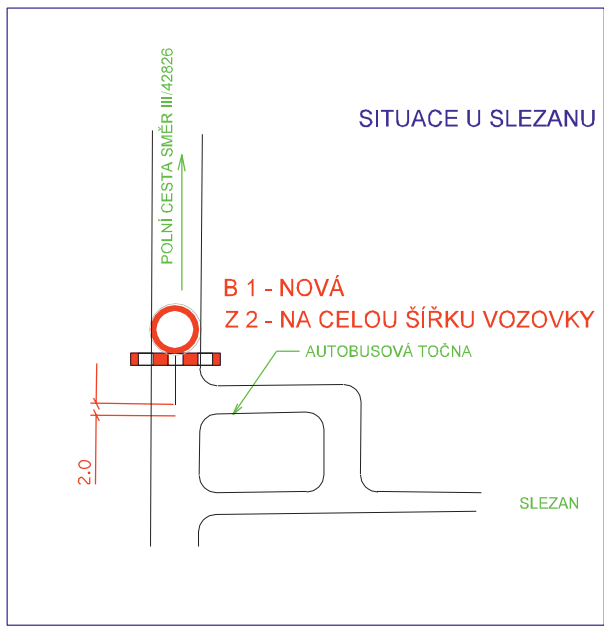 POLNÍ CESTA SMĚR III/42826
SITUACE U SLEZANU
B 1 - NOVÁ
Z 2 - NA CELOU ŠÍŘKU VOZOVKY
AUTOBUSOVÁ TOČNA
2.0
SLEZAN